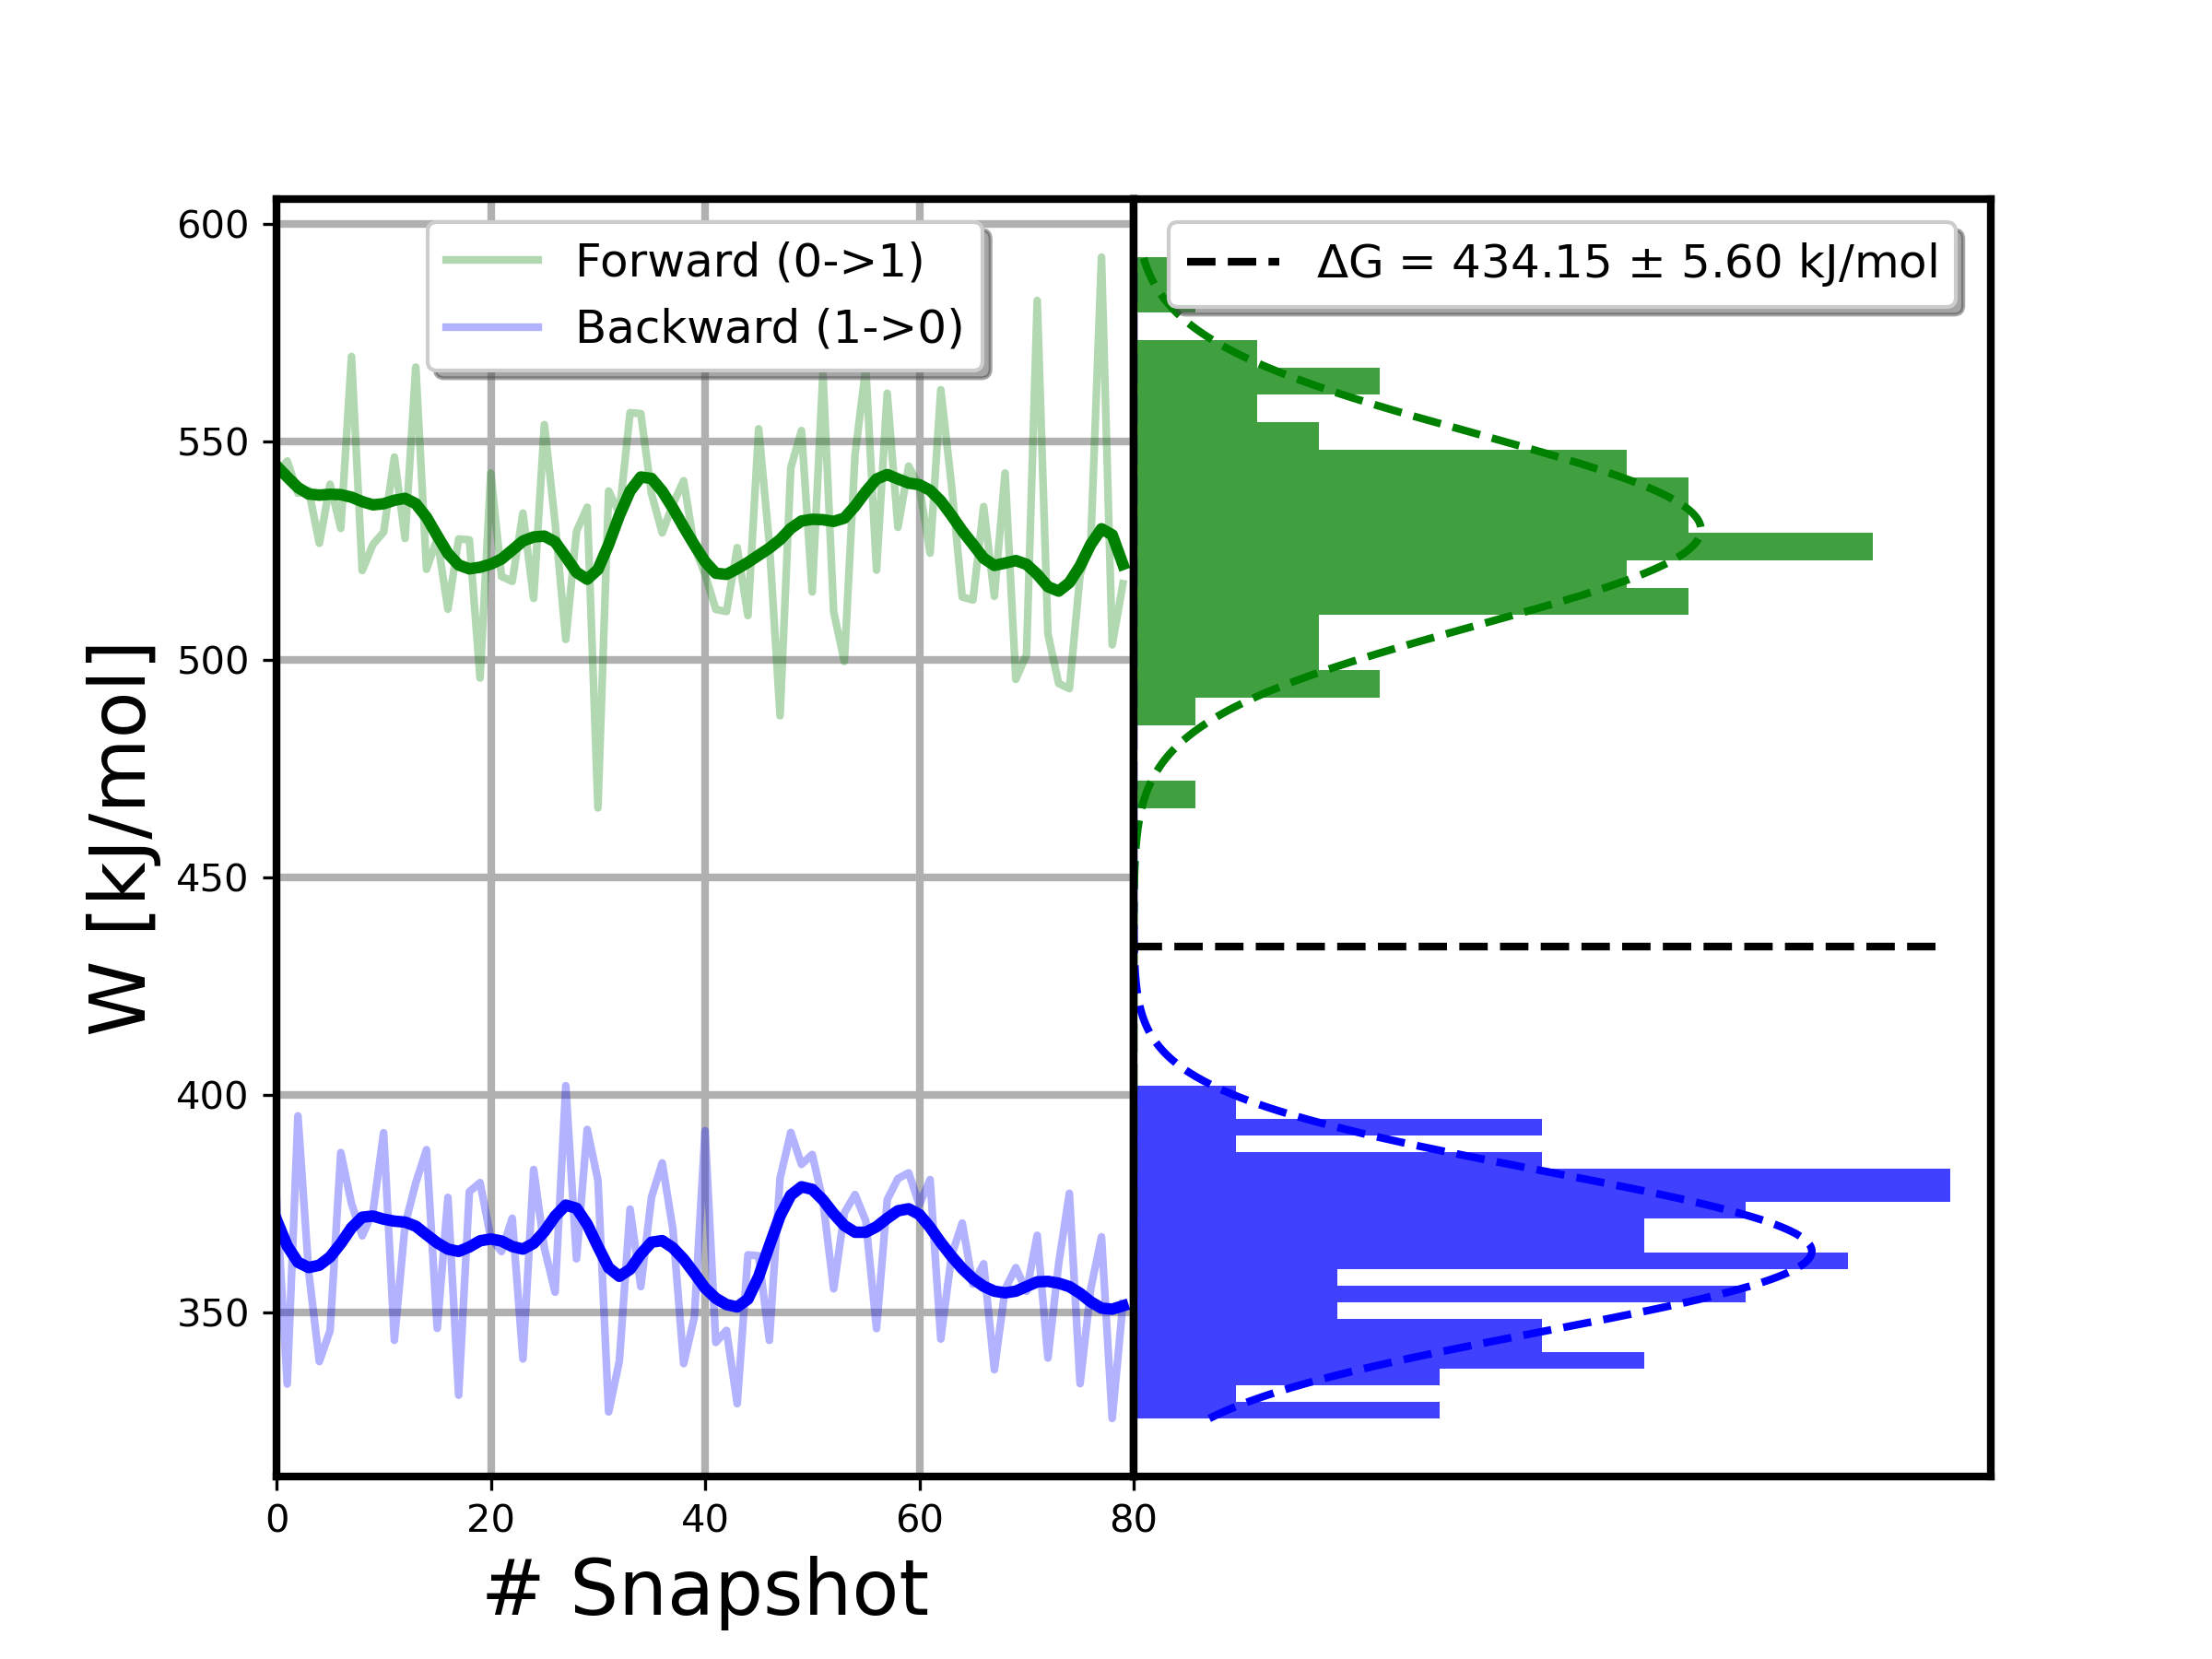 Forward (0->1)
Backward (1->0)
ΔG = 434.15 ± 5.60 kJ/mol
600
550
500
450
400
350
W [kJ/mol]
0
20
40
60
80
# Snapshot